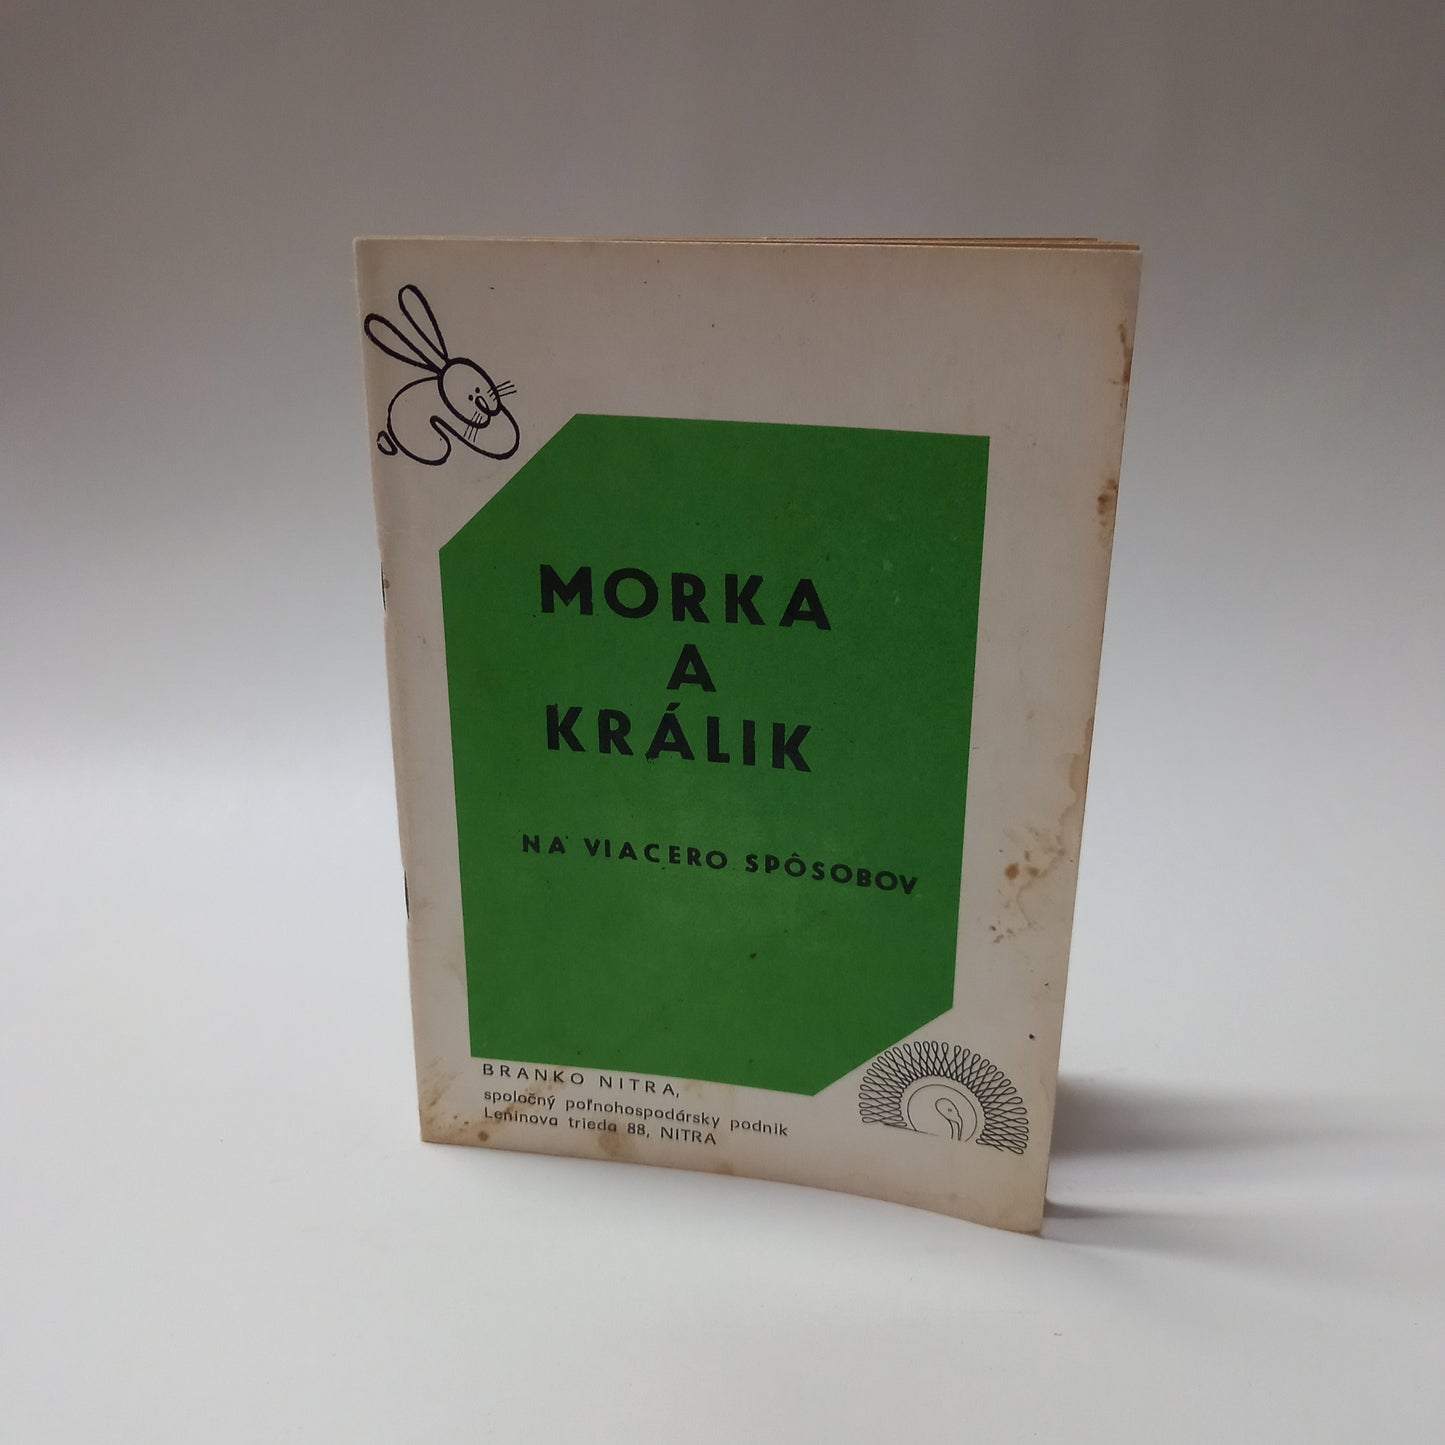 MORKA
A
KRÁLIK
NA VIACERO SPÔSOBOV
BRANKO NITRA,
spoločný poľnohospodársky podnik
Leninova trieda 88, NITRA